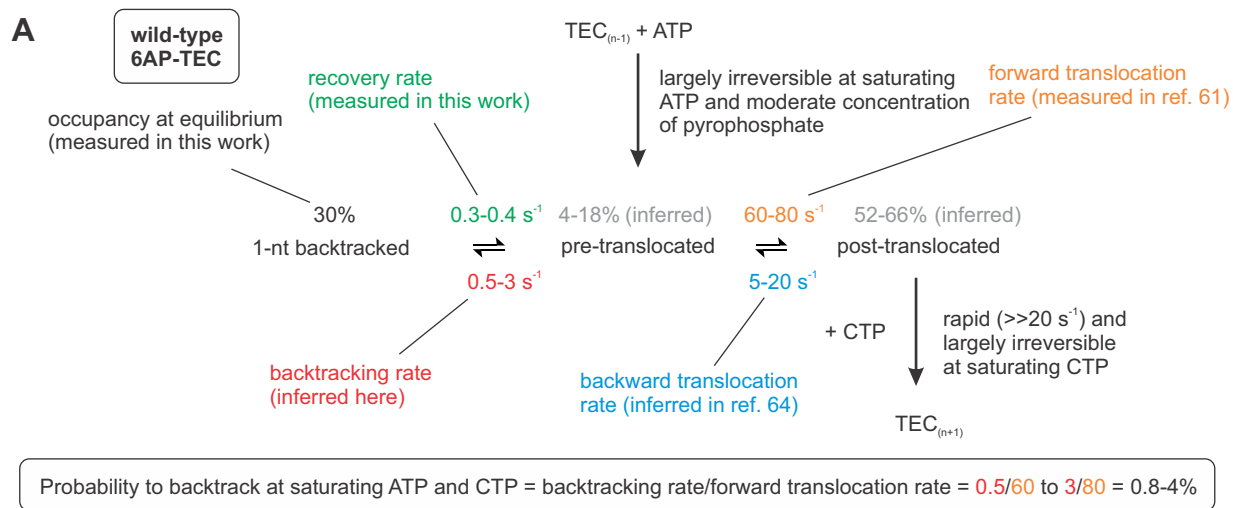 A
wild-type
6AP-TEC
TEC(n-1) + ATP
recovery rate
(measured in this work)
largely irreversible at saturating
ATP and moderate concentration
of pyrophosphate
forward translocation
rate (measured in ref. 61)
occupancy at equilibrium
(measured in this work)
30%
0.3-0.4 s-1
4-18% (inferred)
60-80 s-1
52-66% (inferred)
1-nt backtracked
⇌
pre-translocated
⇌
post-translocated
0.5-3 s-1
5-20 s-1
+ CTP
rapid (>>20 s-1) and
largely irreversible
at saturating CTP
backtracking rate
(inferred here)
backward translocation
rate (inferred in ref. 64)
TEC(n+1)
Probability to backtrack at saturating ATP and CTP = backtracking rate/forward translocation rate = 0.5/60 to 3/80 = 0.8-4%